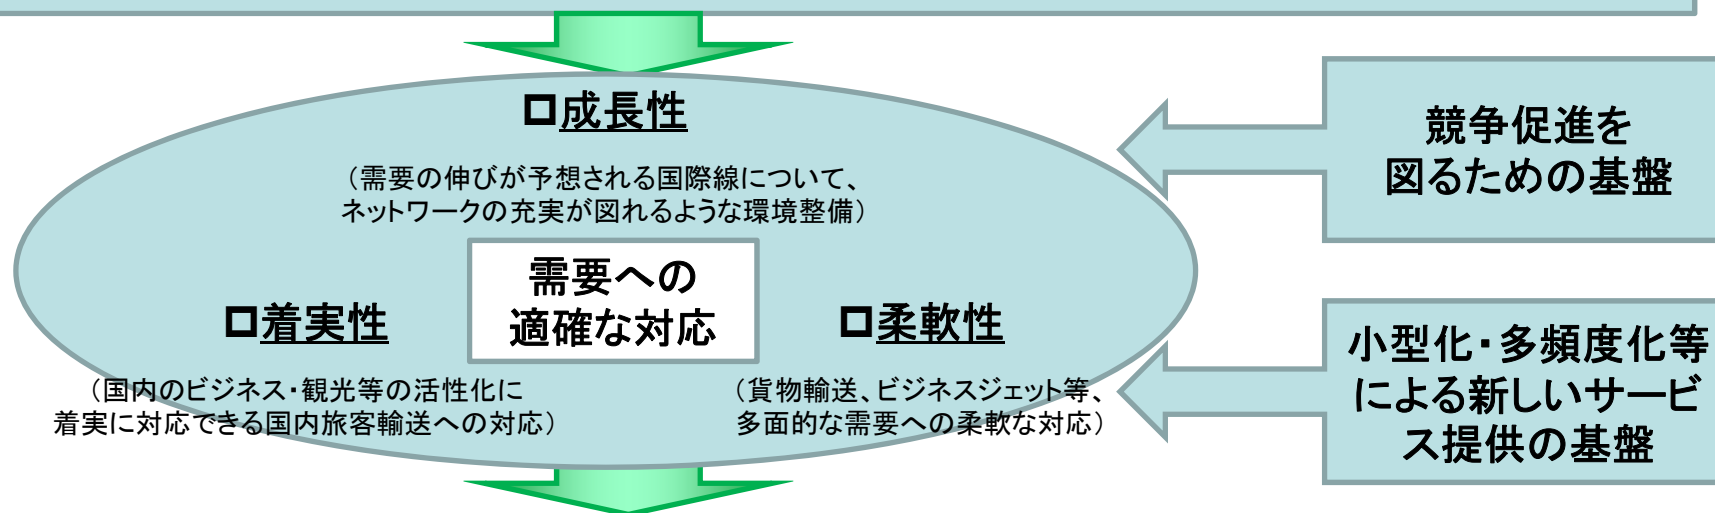 □成長性
（需要の伸びが予想される国際線について、
ネットワークの充実が図れるような環境整備）
需要への
適確な対応
□着実性
（国内のビジネス・観光等の活性化に
着実に対応できる国内旅客輸送への対応）
□柔軟性
（貨物輸送、ビジネスジェット等、
多面的な需要への柔軟な対応）
競争促進を
図るための基盤
小型化・多頻度化等
による新しいサービ
ス提供の基盤